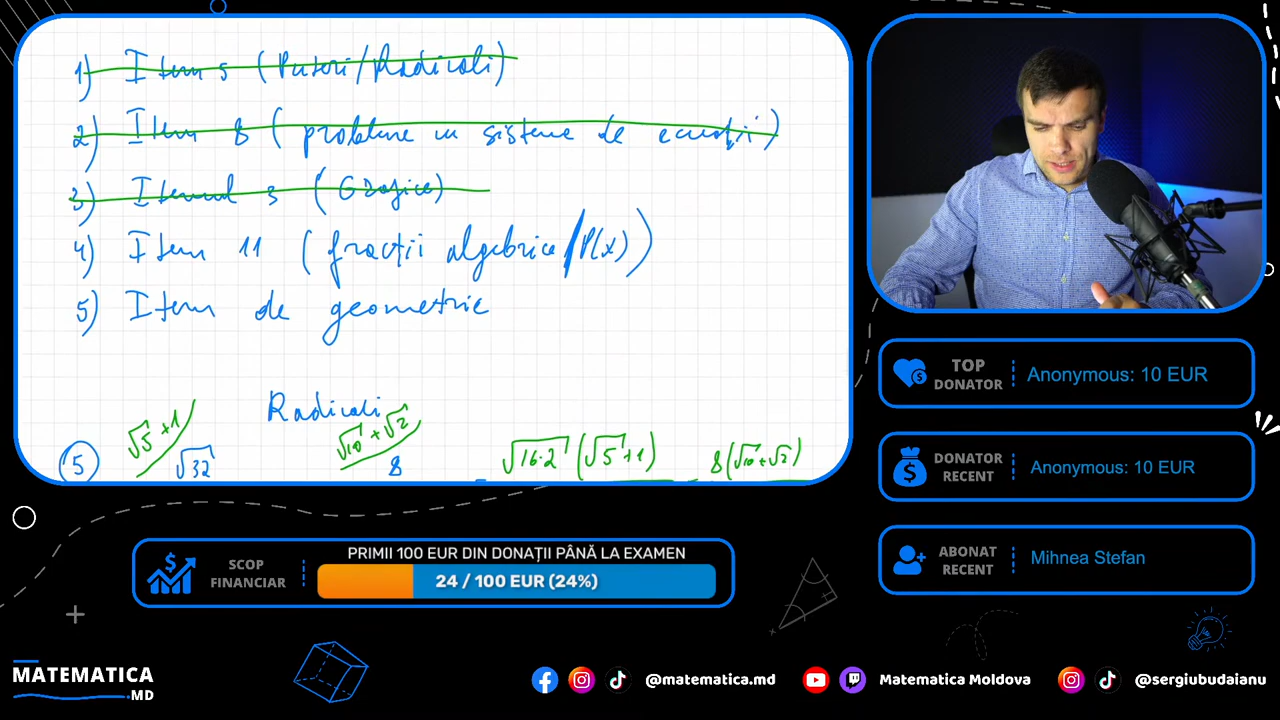 1) Item 5 (Puteri/Radicali)
2) Item 8 (probleme cu sisteme de ecuații)
3) Itemul 3 (Grafice)
4) Item 11 (fracții algebrice/P(x))
5) Item de geometrie
Radicali
√5+1 √10+√2 √16·2 (√5+1) 8(√10+√2)
5 √32 8 =
TOP DONATOR
Anonymous: 10 EUR
DONATOR RECENT
Anonymous: 10 EUR
ABONAT RECENT
Mihnea Stefan
SCOP FINANCIAR
PRIMII 100 EUR DIN DONAȚII PÂNĂ LA EXAMEN
24 / 100 EUR (24%)
MATEMATICA
.MD
@matematica.md
Matematica Moldova
@sergiubudaianu